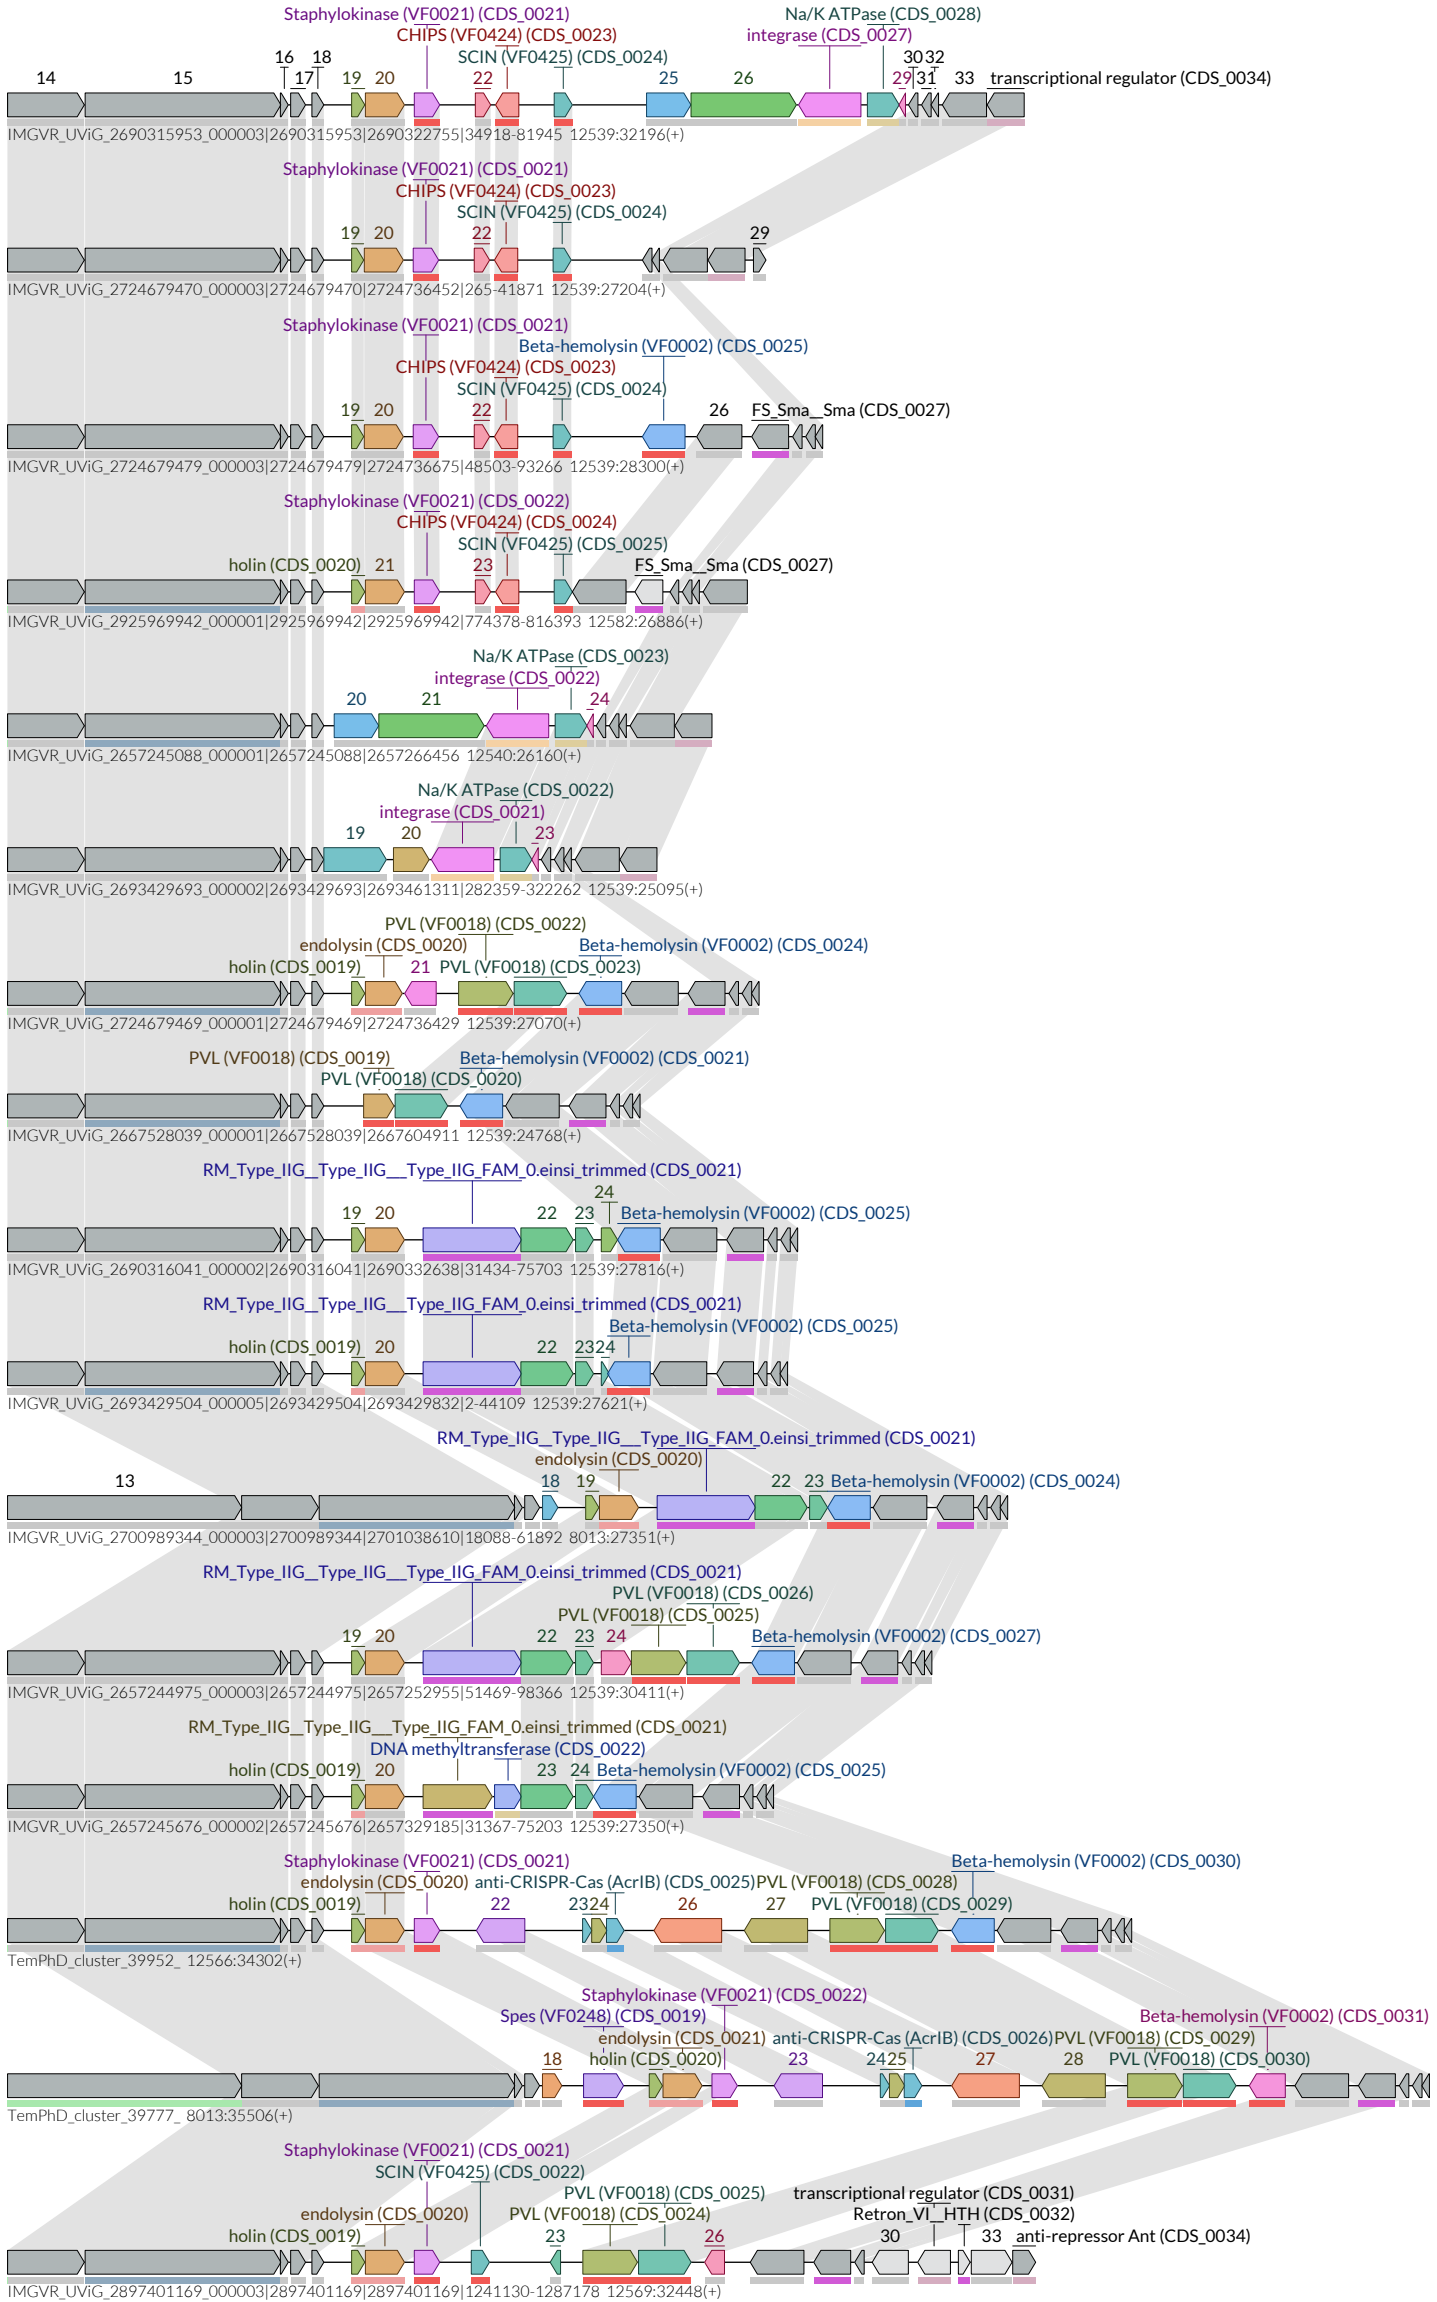 Staphylokinase (VF0021) (CDS_0021) Na/K ATPase (CDS_0028)
CHIPS (VF0424) (CDS_0023) integrase (CDS_0027)
16 18 SCIN (VF0425) (CDS_0024) 30 32
14 15 17 19 20 22 25 26 29 31 33 transcriptional regulator (CDS_0034)
IMGVR_UViG_2690315953_000003|2690315953|2690322755|34918-81945 12539:32196(+)
Staphylokinase (VF0021) (CDS_0021)
CHIPS (VF0424) (CDS_0023)
SCIN (VF0425) (CDS_0024)
19 20 22 29
IMGVR_UViG_2724679470_000003|2724679470|2724736452|265-41871 12539:27204(+)
Staphylokinase (VF0021) (CDS_0021)
Beta-hemolysin (VF0002) (CDS_0025)
CHIPS (VF0424) (CDS_0023)
SCIN (VF0425) (CDS_0024)
19 20 22 26 FS_Sma__Sma (CDS_0027)
IMGVR_UViG_2724679479_000003|2724679479|2724736675|48503-93266 12539:28300(+)
Staphylokinase (VF0021) (CDS_0022)
CHIPS (VF0424) (CDS_0024)
SCIN (VF0425) (CDS_0025)
holin (CDS_0020) 21 23 FS_Sma__Sma (CDS_0027)
IMGVR_UViG_2925969942_000001|2925969942|2925969942|774378-816393 12582:26886(+)
Na/K ATPase (CDS_0023)
integrase (CDS_0022)
20 21 24
IMGVR_UViG_2657245088_000001|2657245088|2657266456 12540:26160(+)
Na/K ATPase (CDS_0022)
integrase (CDS_0021)
19 20 23
IMGVR_UViG_2693429693_000002|2693429693|2693461311|282359-322262 12539:25095(+)
PVL (VF0018) (CDS_0022)
endolysin (CDS_0020) Beta-hemolysin (VF0002) (CDS_0024)
holin (CDS_0019) 21 PVL (VF0018) (CDS_0023)
IMGVR_UViG_2724679469_000001|2724679469|2724736429 12539:27070(+)
PVL (VF0018) (CDS_0019) Beta-hemolysin (VF0002) (CDS_0021)
PVL (VF0018) (CDS_0020)
IMGVR_UViG_2667528039_000001|2667528039|2667604911 12539:24768(+)
RM_Type_IIG__Type_IIG___Type_IIG_FAM_0.einsi_trimmed (CDS_0021)
24
19 20 22 23 Beta-hemolysin (VF0002) (CDS_0025)
IMGVR_UViG_2690316041_000002|2690316041|2690332638|31434-75703 12539:27816(+)
RM_Type_IIG__Type_IIG___Type_IIG_FAM_0.einsi_trimmed (CDS_0021)
Beta-hemolysin (VF0002) (CDS_0025)
holin (CDS_0019) 20 22 23 24
IMGVR_UViG_2693429504_000005|2693429504|2693429832|2-44109 12539:27621(+)
RM_Type_IIG__Type_IIG___Type_IIG_FAM_0.einsi_trimmed (CDS_0021)
endolysin (CDS_0020)
13 18 19 22 23 Beta-hemolysin (VF0002) (CDS_0024)
IMGVR_UViG_2700989344_000003|2700989344|2701038610|18088-61892 8013:27351(+)
RM_Type_IIG__Type_IIG___Type_IIG_FAM_0.einsi_trimmed (CDS_0021)
PVL (VF0018) (CDS_0026)
PVL (VF0018) (CDS_0025)
19 20 22 23 24 Beta-hemolysin (VF0002) (CDS_0027)
IMGVR_UViG_2657244975_000003|2657244975|2657252955|51469-98366 12539:30411(+)
RM_Type_IIG__Type_IIG___Type_IIG_FAM_0.einsi_trimmed (CDS_0021)
DNA methyltransferase (CDS_0022)
holin (CDS_0019) 20 23 24 Beta-hemolysin (VF0002) (CDS_0025)
IMGVR_UViG_2657245676_000002|2657245676|2657329185|31367-75203 12539:27350(+)
Staphylokinase (VF0021) (CDS_0021) Beta-hemolysin (VF0002) (CDS_0030)
endolysin (CDS_0020) anti-CRISPR-Cas (AcrIB) (CDS_0025) PVL (VF0018) (CDS_0028)
holin (CDS_0019) 22 23 24 26 27 PVL (VF0018) (CDS_0029)
TemPhD_cluster_39952_ 12566:34302(+)
Staphylokinase (VF0021) (CDS_0022)
Spes (VF0248) (CDS_0019) Beta-hemolysin (VF0002) (CDS_0031)
endolysin (CDS_0021) anti-CRISPR-Cas (AcrIB) (CDS_0026) PVL (VF0018) (CDS_0029)
18 holin (CDS_0020) 23 24 25 27 28 PVL (VF0018) (CDS_0030)
TemPhD_cluster_39777_ 8013:35506(+)
Staphylokinase (VF0021) (CDS_0021)
SCIN (VF0425) (CDS_0022)
PVL (VF0018) (CDS_0025) transcriptional regulator (CDS_0031)
endolysin (CDS_0020) PVL (VF0018) (CDS_0024) Retron_VI__HTH (CDS_0032)
holin (CDS_0019) 23 26 30 33 anti-repressor Ant (CDS_0034)
IMGVR_UViG_2897401169_000003|2897401169|2897401169|1241130-1287178 12569:32448(+)